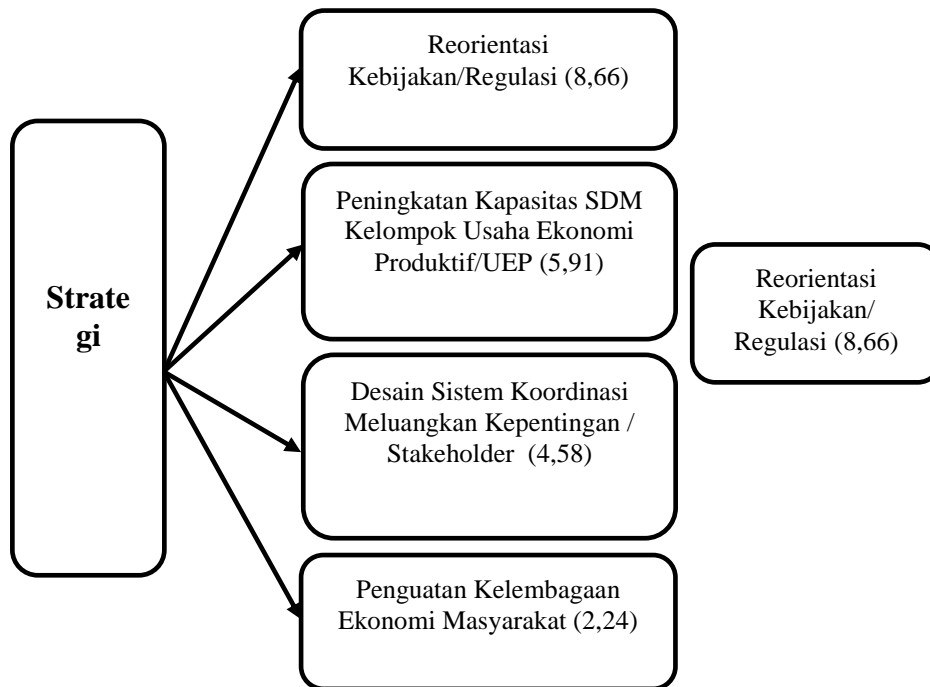 Strate
gi
Reorientasi
Kebijakan/Regulasi (8,66)
Peningkatan Kapasitas SDM
Kelompok Usaha Ekonomi
Produktif/UEP (5,91)
Desain Sistem Koordinasi
Meluangkan Kepentingan /
Stakeholder (4,58)
Penguatan Kelembagaan
Ekonomi Masyarakat (2,24)
Reorientasi
Kebijakan/
Regulasi (8,66)